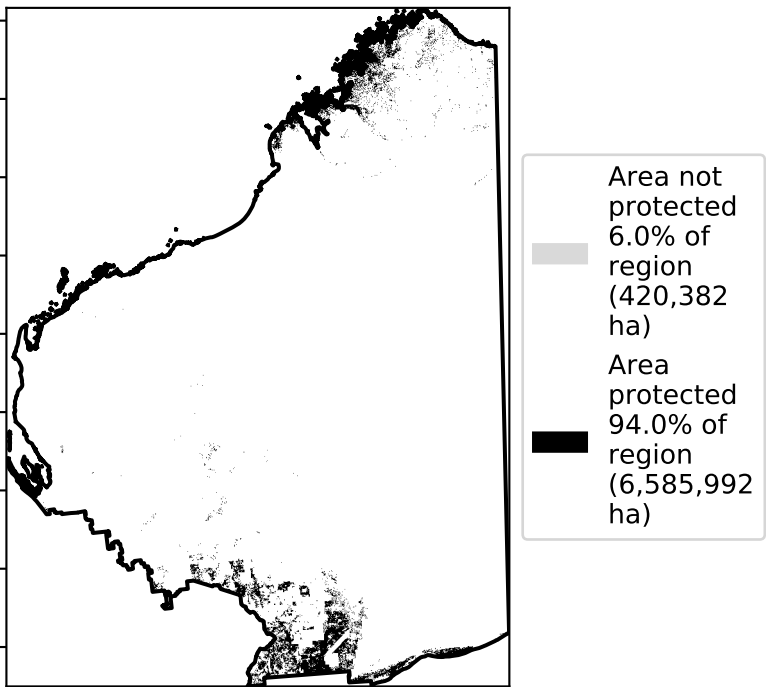 Area not
protected
6.0% of
region
(420,382
ha)
Area
protected
94.0% of
region
(6,585,992
ha)